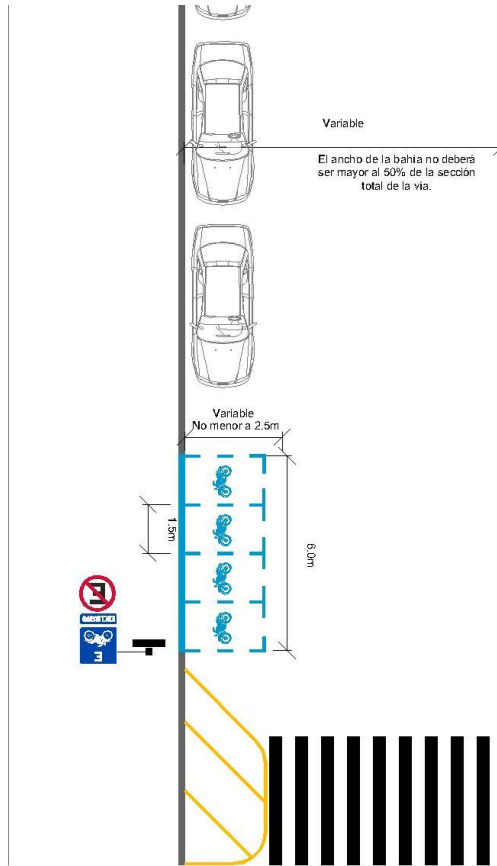 Variable
El ancho de la bahía no deberá
ser mayor al 50% de la sección
total de la vía.
Variable
No menor a 2.5m
1.5m
6.0m
E
E